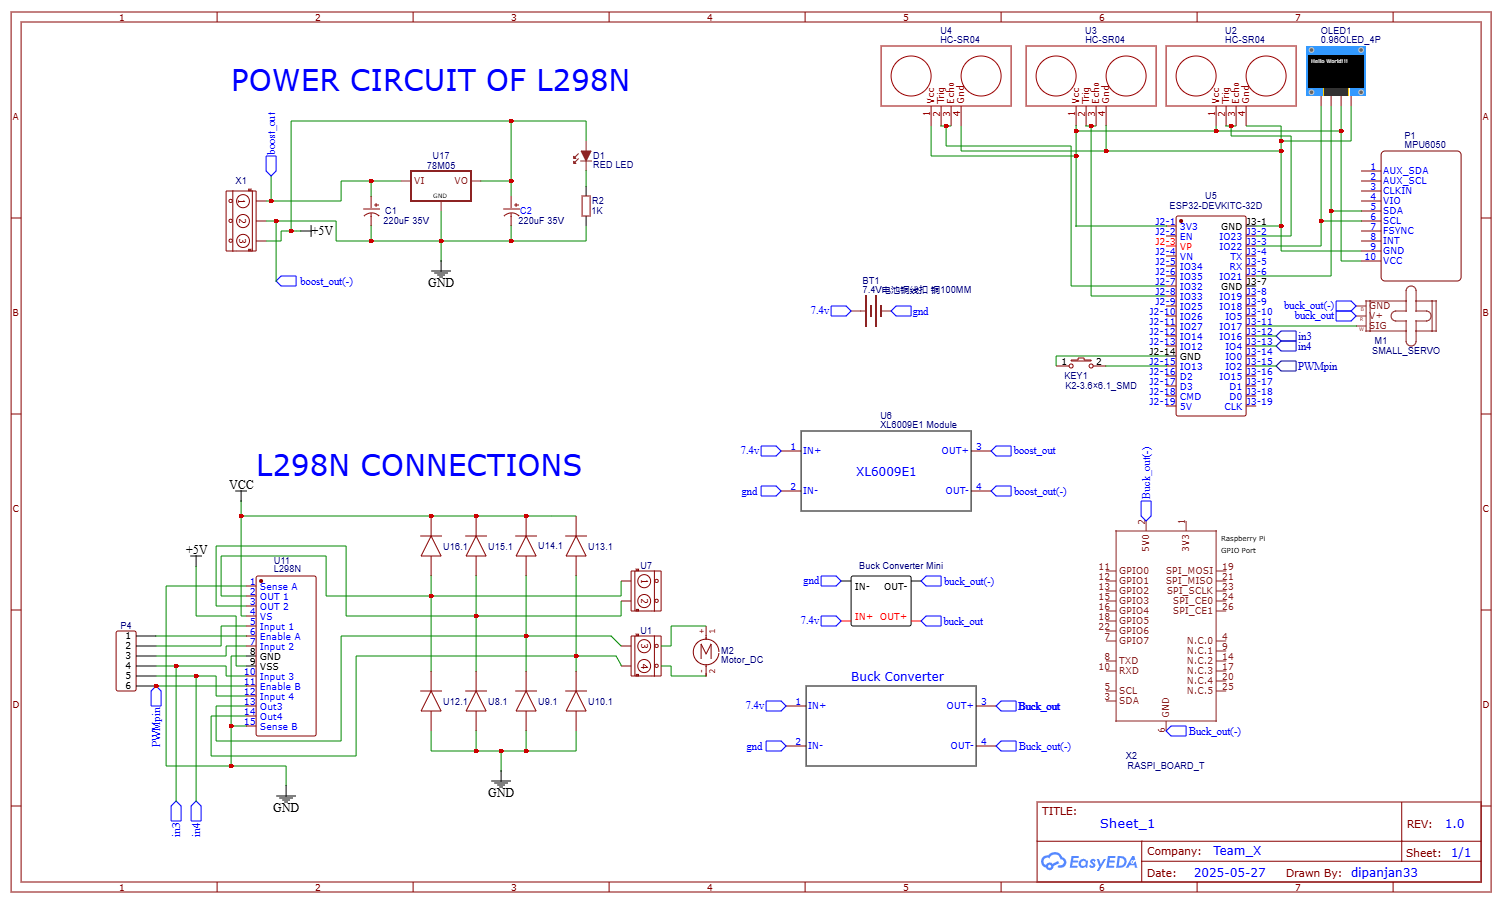 POWER CIRCUIT OF L298N
boost_out
X1
1
2
3
+5V
boost_out(-)
U17
78M05
VI
VO
GND
C1
220uF 35V
C2
220uF 35V
D1
RED LED
R2
1K
GND
U4
HC-SR04
Vcc
Trig
Echo
Gnd
1
2
3
4
U3
HC-SR04
Vcc
Trig
Echo
Gnd
1
2
3
4
U2
HC-SR04
Vcc
Trig
Echo
Gnd
1
2
3
4
OLED1
0.96OLED_4P
Hello World!!!
P1
MPU6050
1 AUX_SDA
2 AUX_SCL
3 CLKIN
4 VIO
5 SDA
6 SCL
7 FSYNC
8 INT
9 GND
10 VCC
U5
ESP32-DEVKITC-32D
J2-1 3V3 GND J3-1
J2-2 EN IO23 J3-2
J2-3 VP IO22 J3-3
J2-4 VN TX J3-4
J2-5 IO34 RX J3-5
J2-6 IO35 IO21 J3-6
J2-7 IO32 GND J3-7
J2-8 IO33 IO19 J3-8
J2-9 IO25 IO18 J3-9
J2-10 IO26 IO5 J3-10
J2-11 IO27 IO17 J3-11
J2-12 IO14 IO16 J3-12
J2-13 IO12 IO4 J3-13
J2-14 GND IO0 J3-14
J2-15 IO13 IO2 J3-15
J2-16 D2 IO15 J3-16
J2-17 D3 D1 J3-17
J2-18 CMD D0 J3-18
J2-19 5V CLK J3-19
in3
in4
PWMpin
buck_out(-)
buck_out
GND
V+
SIG
M1
SMALL_SERVO
BT1
7.4V电池铜线扣 铜100MM
7.4v
gnd
1 2
KEY1
K2-3.6×6.1_SMD
U6
XL6009E1 Module
7.4v 1 IN+ OUT+ 3 boost_out
XL6009E1
gnd 2 IN- OUT- 4 boost_out(-)
Buck Converter Mini
gnd IN- OUT- buck_out(-)
7.4v IN+ OUT+ buck_out
Buck Converter
7.4v 1 IN+ OUT+ 3 Buck_out
gnd 2 IN- OUT- 4 Buck_out(-)
Buck_out(-)
2
1
5V0
3V3
Raspberry Pi
GPIO Port
11 GPIO0 SPI_MOSI 19
12 GPIO1 SPI_MISO 21
13 GPIO2 SPI_SCLK 23
15 GPIO3 SPI_CE0 24
16 GPIO4 SPI_CE1 26
18 GPIO5
22 GPIO6
7 GPIO7 N.C.0 4
N.C.1 9
8 TXD N.C.2 14
10 RXD N.C.3 17
N.C.4 20
5 SCL N.C.5 25
3 SDA
GND
6
Buck_out(-)
X2
RASPI_BOARD_T
L298N CONNECTIONS
VCC
+5V
U11
L298N
1 Sense A
2 OUT 1
3 OUT 2
4 VS
5 Input 1
6 Enable A
7 Input 2
8 GND
9 VSS
10 Input 3
11 Enable B
12 Input 4
13 Out3
14 Out4
15 Sense B
P4
1
2
3
4
5
6
PWMpin
in3
in4
GND
U16.1
U15.1
U14.1
U13.1
U12.1
U8.1
U9.1
U10.1
GND
U7
1
2
U1
3
4
M
+ 1
- 2
M2
Motor_DC
TITLE:
Sheet_1
REV: 1.0
EasyEDA
Company: Team_X
Sheet: 1/1
Date: 2025-05-27 Drawn By: dipanjan33
1 2 3 4 5 6 7
1 2 3 4 5 6 7
A
B
C
D
A
B
C
D